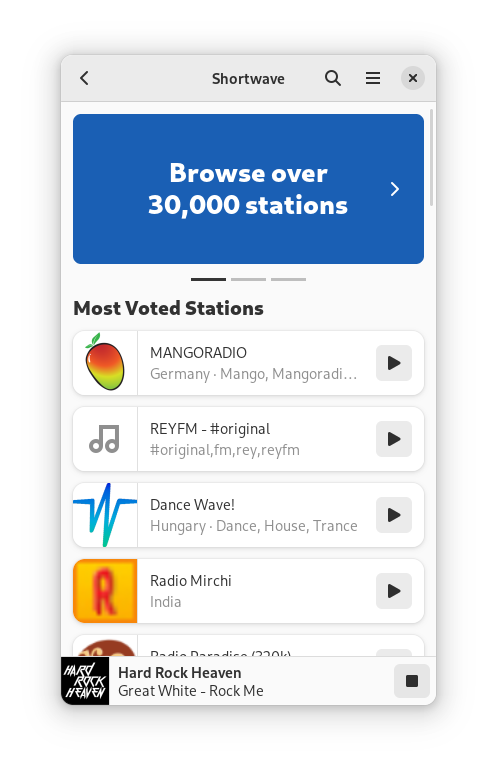 Shortwave
Browse over
30,000 stations
Most Voted Stations
MANGORADIO
Germany · Mango, Mangoradi…
REYFM - #original
#original,fm,rey,reyfm
Dance Wave!
Hungary · Dance, House, Trance
R
Radio Mirchi
India
Radio Paradise (320k)
HARD
ROCK
HEAVEN
Hard Rock Heaven
Great White - Rock Me